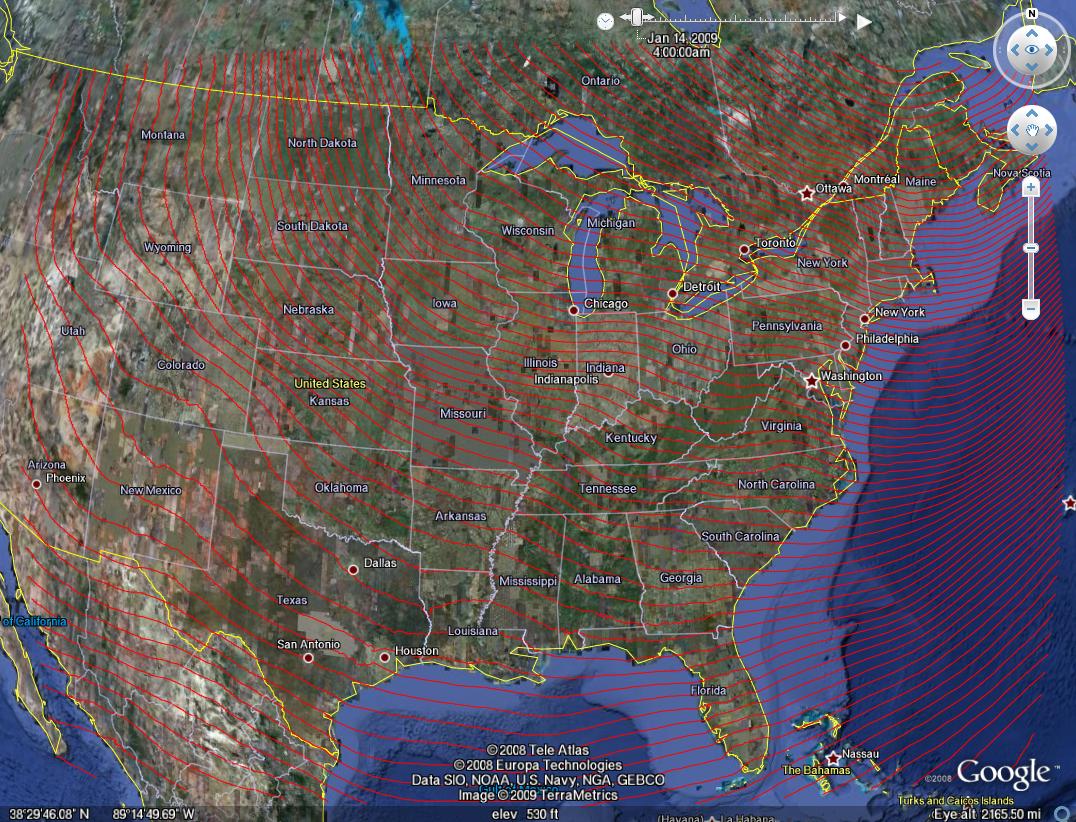 Jan 14, 2009
4:00:00am
N
Ontario
Montana
North Dakota
Minnesota
Ottawa
Montréal
Maine
Nova Scotia
South Dakota
Wyoming
Wisconsin
Michigan
Toronto
New York
Nebraska
Iowa
Chicago
Detroit
New York
Utah
Pennsylvania
Philadelphia
Colorado
Illinois
Indiana
Ohio
Indianapolis
Washington
United States
Kansas
Missouri
Kentucky
Virginia
Arizona
Phoenix
New Mexico
Oklahoma
Tennessee
North Carolina
Arkansas
South Carolina
Dallas
Mississippi
Alabama
Georgia
Texas
of California
Louisiana
San Antonio
Houston
Florida
©2008 Tele Atlas
©2008 Europa Technologies
Data SIO, NOAA, U.S. Navy, NGA, GEBCO
Image ©2009 TerraMetrics
Nassau
The Bahamas
©2008 Google™
Turks and Caicos Islands
38°29'46.08" N 89°14'49.69" W
elev 530 ft
(Havana)
La Habana
Eye alt 2165.50 mi